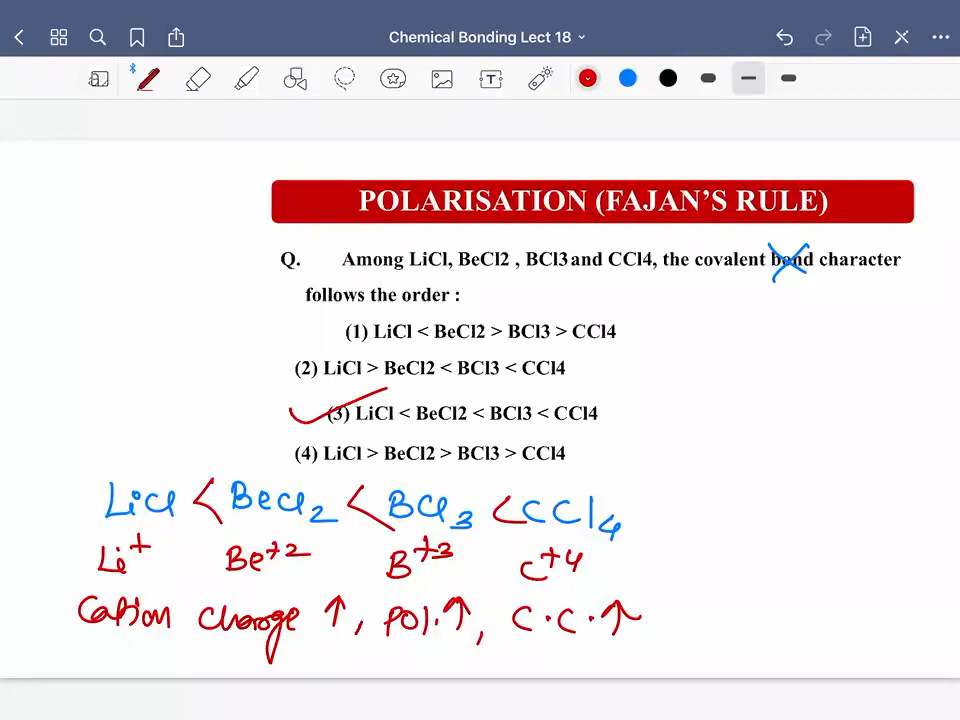 Chemical Bonding Lect 18
POLARISATION (FAJAN'S RULE)
Q. Among LiCl, BeCl2 , BCl3 and CCl4, the covalent bond character
follows the order :
(1) LiCl < BeCl2 > BCl3 > CCl4
(2) LiCl > BeCl2 < BCl3 < CCl4
(3) LiCl < BeCl2 < BCl3 < CCl4
(4) LiCl > BeCl2 > BCl3 > CCl4
LiCl < BeCl2 < BCl3 < CCl4
Li+ Be+2 B+3 C+4
Cation charge ↑, Pol. ↑, C.C. ↑